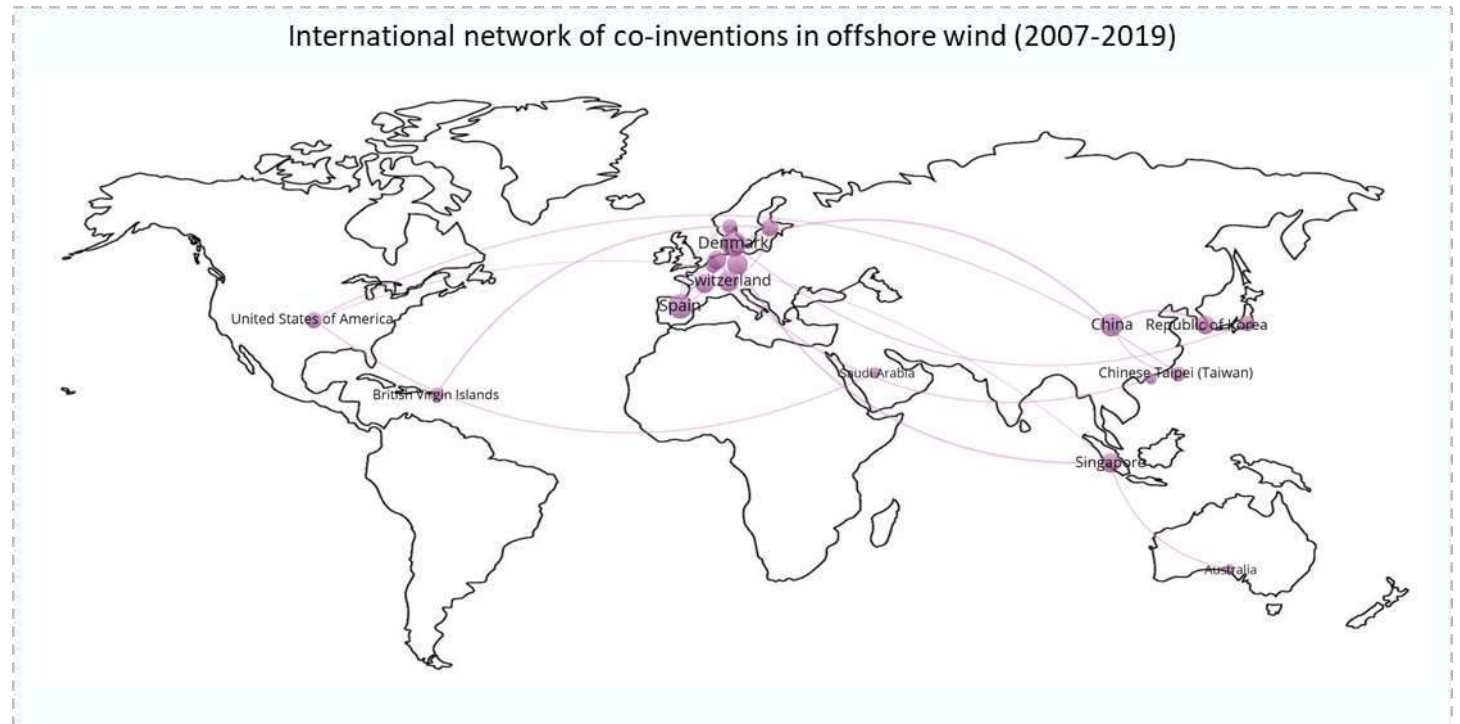 International network of co-inventions in offshore wind (2007-2019)
Denmark
Switzerland
Spain
United States of America
China
Republic of Korea
Saudi Arabia
Chinese Taipei (Taiwan)
British Virgin Islands
Singapore
Australia